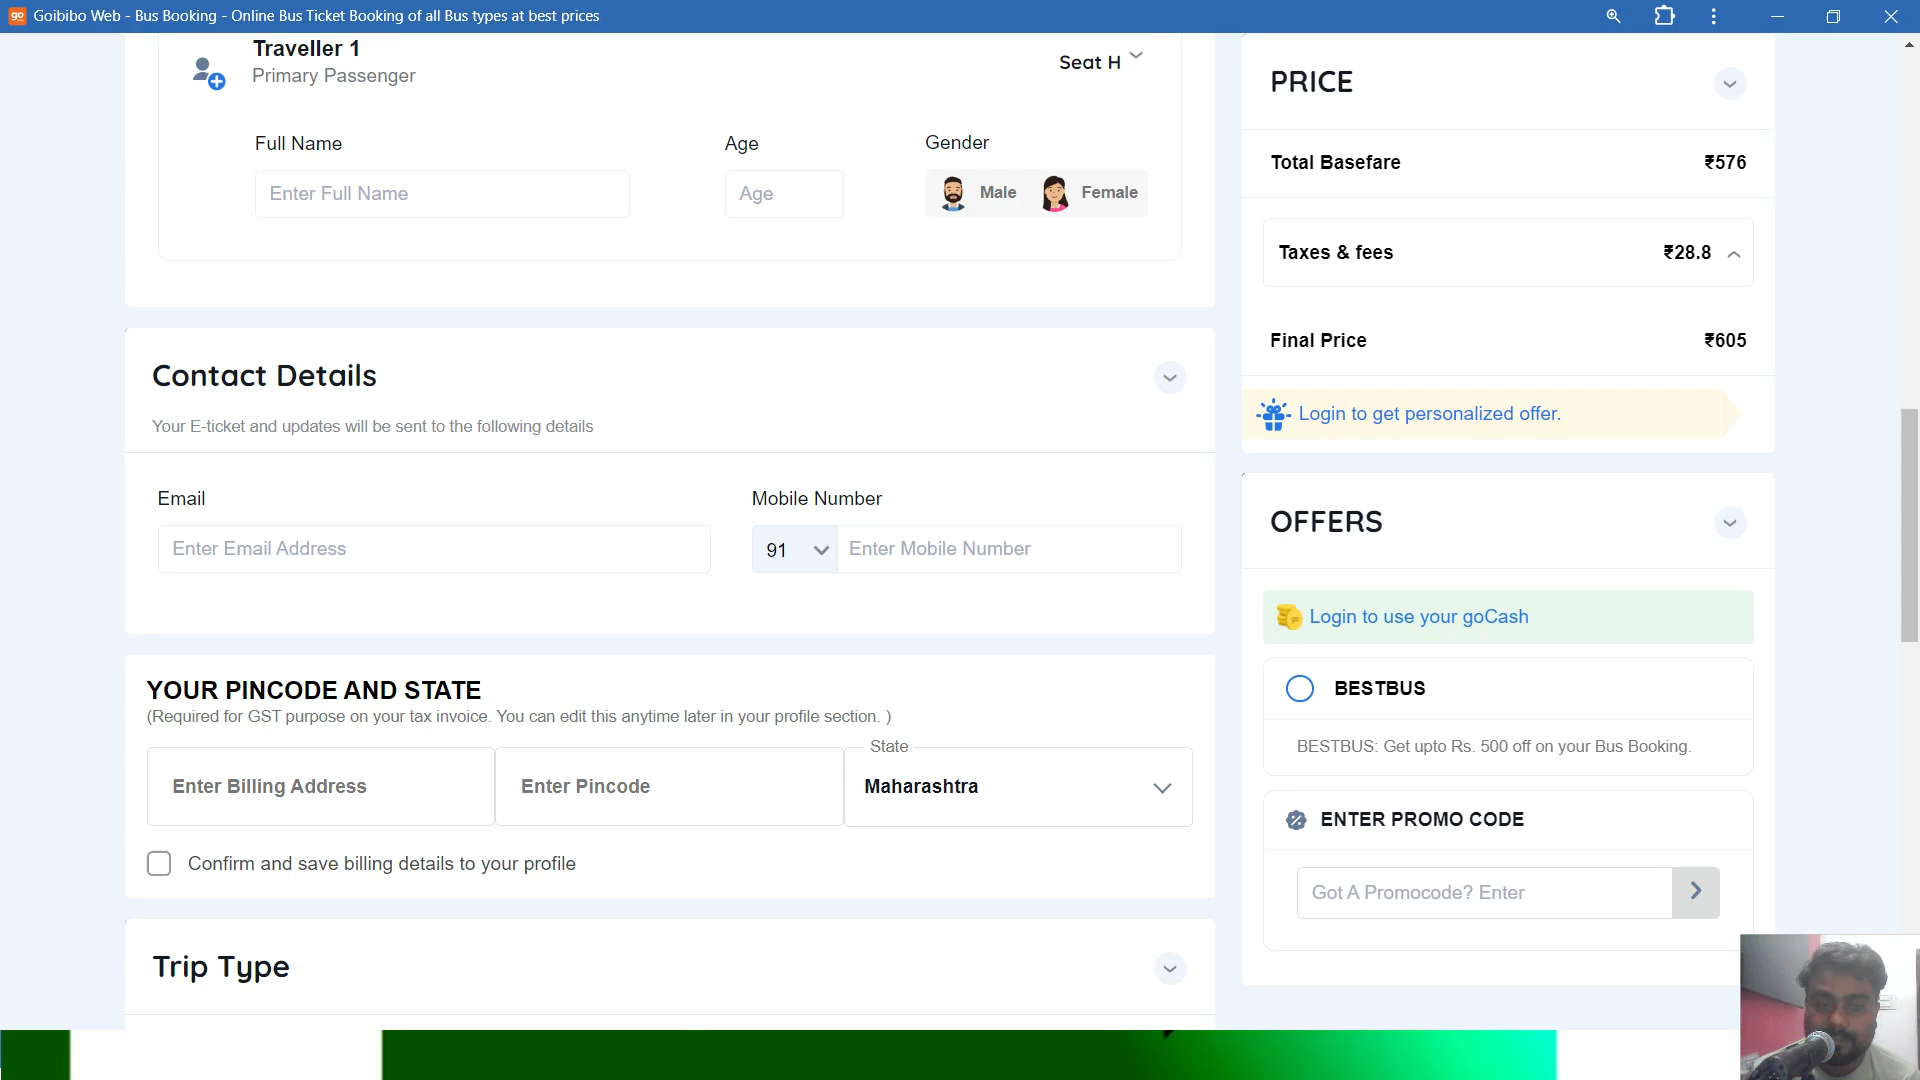 go Goibibo Web - Bus Booking - Online Bus Ticket Booking of all Bus types at best prices
Traveller 1
Primary Passenger
Seat H
Full Name
Age
Gender
Enter Full Name
Age
Male
Female
Contact Details
Your E-ticket and updates will be sent to the following details
Email
Mobile Number
Enter Email Address
91
Enter Mobile Number
YOUR PINCODE AND STATE
(Required for GST purpose on your tax invoice. You can edit this anytime later in your profile section. )
Enter Billing Address
Enter Pincode
State
Maharashtra
Confirm and save billing details to your profile
Trip Type
PRICE
Total Basefare ₹576
Taxes & fees ₹28.8
Final Price ₹605
Login to get personalized offer.
OFFERS
Login to use your goCash
BESTBUS
BESTBUS: Get upto Rs. 500 off on your Bus Booking.
ENTER PROMO CODE
Got A Promocode? Enter